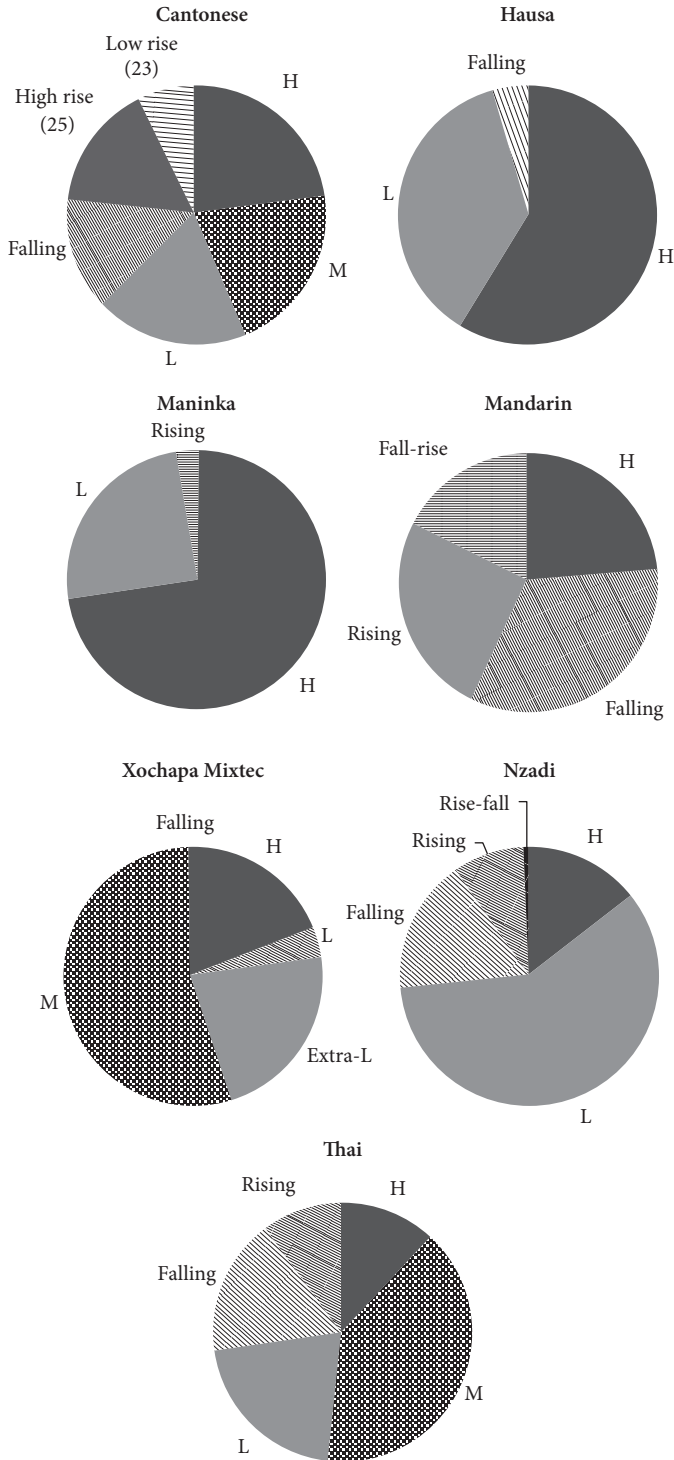 Cantonese
Low rise
(23)
High rise
(25)
H
Falling
M
L
Hausa
Falling
L
H
Maninka
Rising
L
H
Mandarin
Fall-rise
H
Rising
Falling
Xochapa Mixtec
Falling
H
L
M
Extra-L
Nzadi
Rise-fall
H
Rising
Falling
L
Thai
Rising
H
Falling
M
L